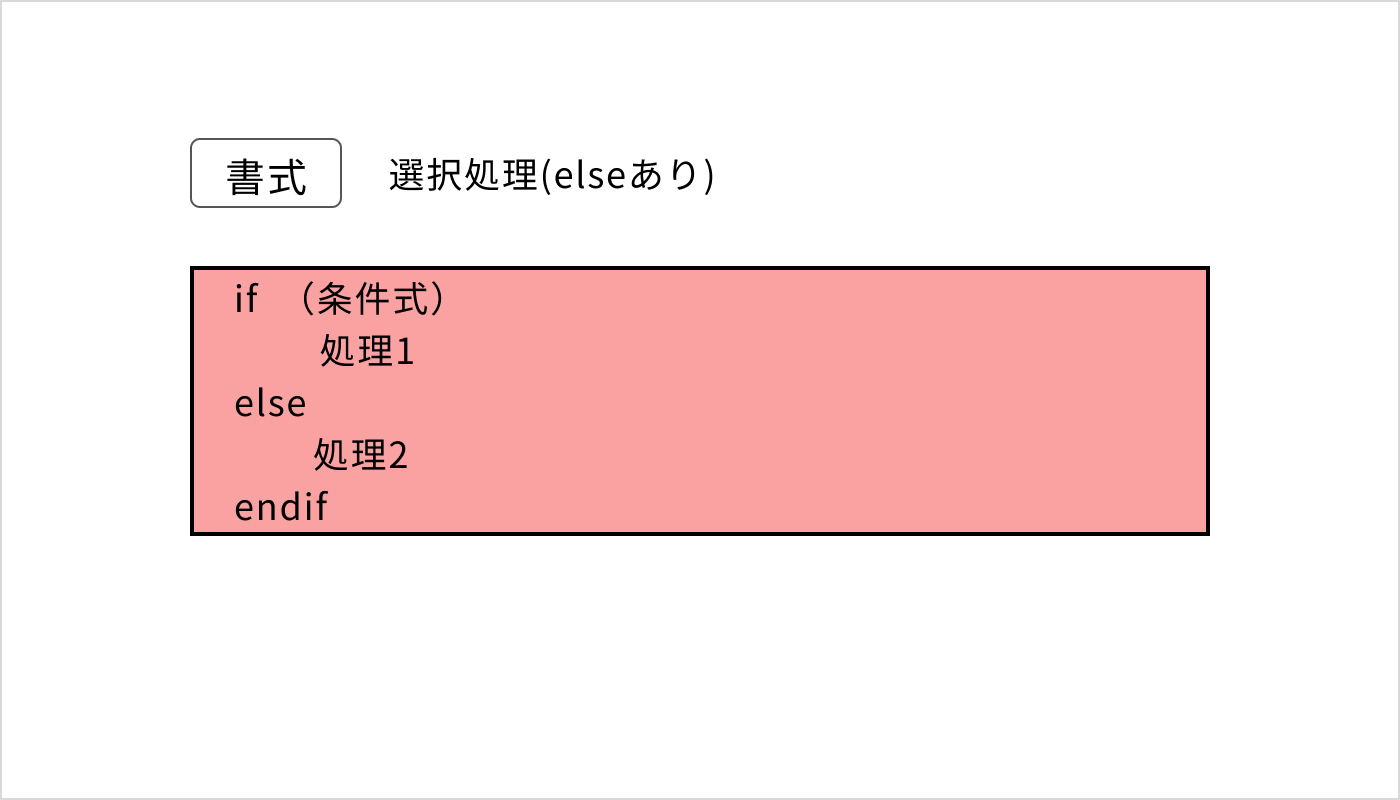 書式 選択処理(elseあり)
if （条件式）
処理1
else
処理2
endif